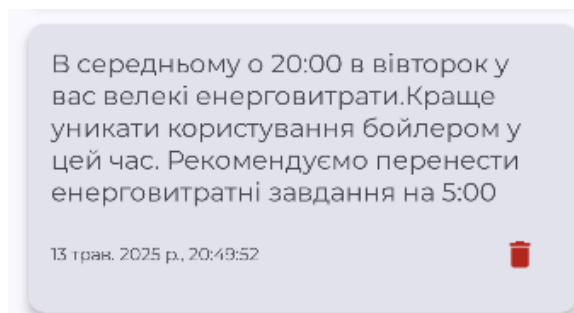 В середньому о 20:00 в вівторок у
вас велекі енерговитрати.Краще
уникати користування бойлером у
цей час. Рекомендуємо перенести
енерговитратні завдання на 5:00
13 трав. 2025 р., 20:49:52